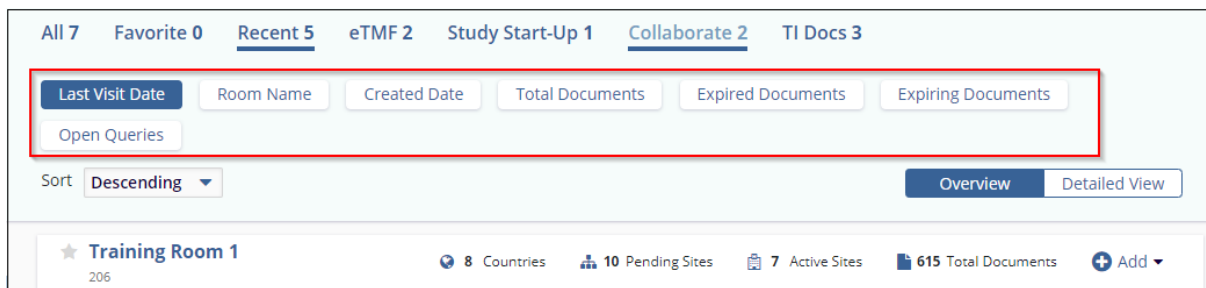 All 7 Favorite 0 Recent 5 eTMF 2 Study Start-Up 1 Collaborate 2 TI Docs 3
Last Visit Date Room Name Created Date Total Documents Expired Documents Expiring Documents
Open Queries
Sort Descending Overview Detailed View
Training Room 1 8 Countries 10 Pending Sites 7 Active Sites 615 Total Documents Add
206